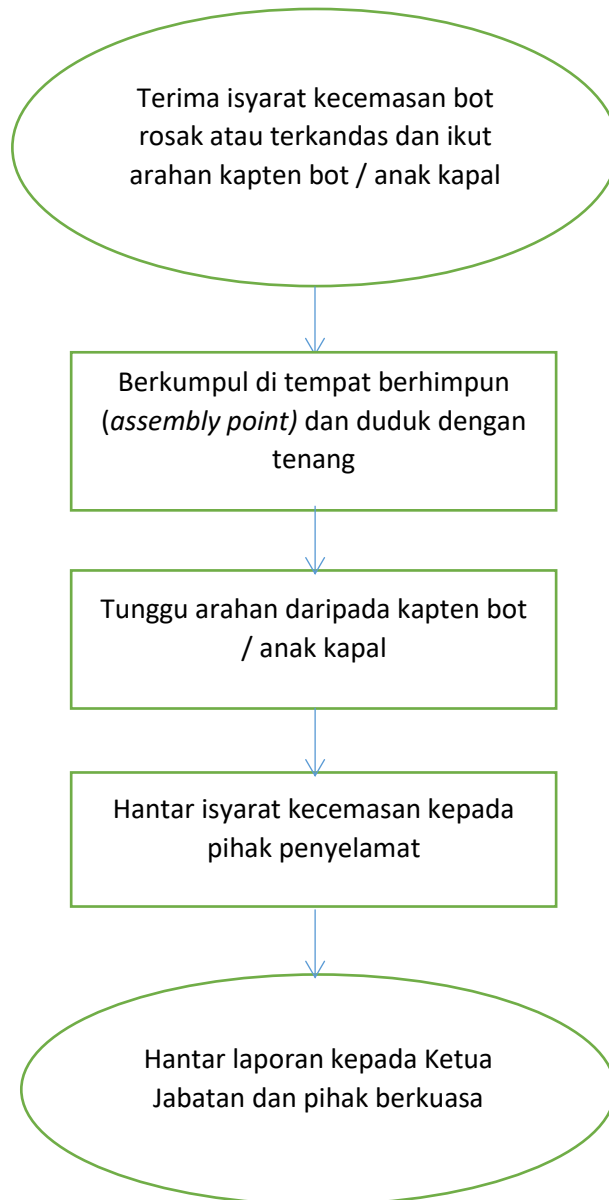 Terima isyarat kecemasan bot
rosak atau terkandas dan ikut
arahan kapten bot / anak kapal
Berkumpul di tempat berhimpun
(assembly point) dan duduk dengan
tenang
Tunggu arahan daripada kapten bot
/ anak kapal
Hantar isyarat kecemasan kepada
pihak penyelamat
Hantar laporan kepada Ketua
Jabatan dan pihak berkuasa